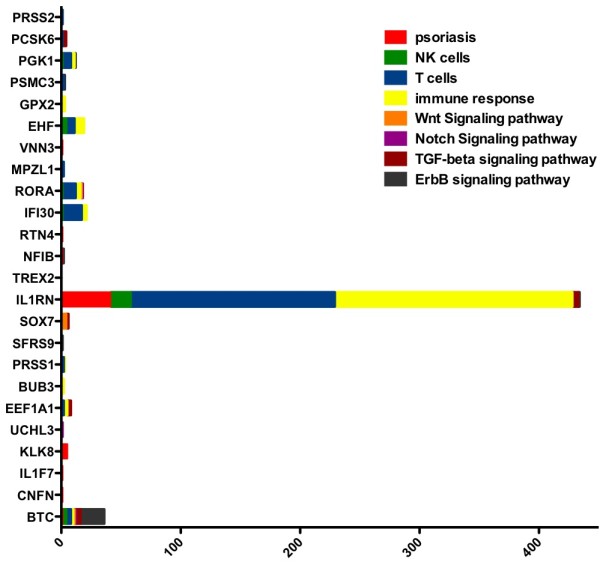 PRSS2
PCSK6
PGK1
PSMC3
GPX2
EHF
VNN3
MPZL1
RORA
IFI30
RTN4
NFIB
TREX2
IL1RN
SOX7
SFRS9
PRSS1
BUB3
EEF1A1
UCHL3
KLK8
IL1F7
CNFN
BTC
psoriasis
NK cells
T cells
immune response
Wnt Signaling pathway
Notch Signaling pathway
TGF-beta signaling pathway
ErbB signaling pathway
0
100
200
300
400